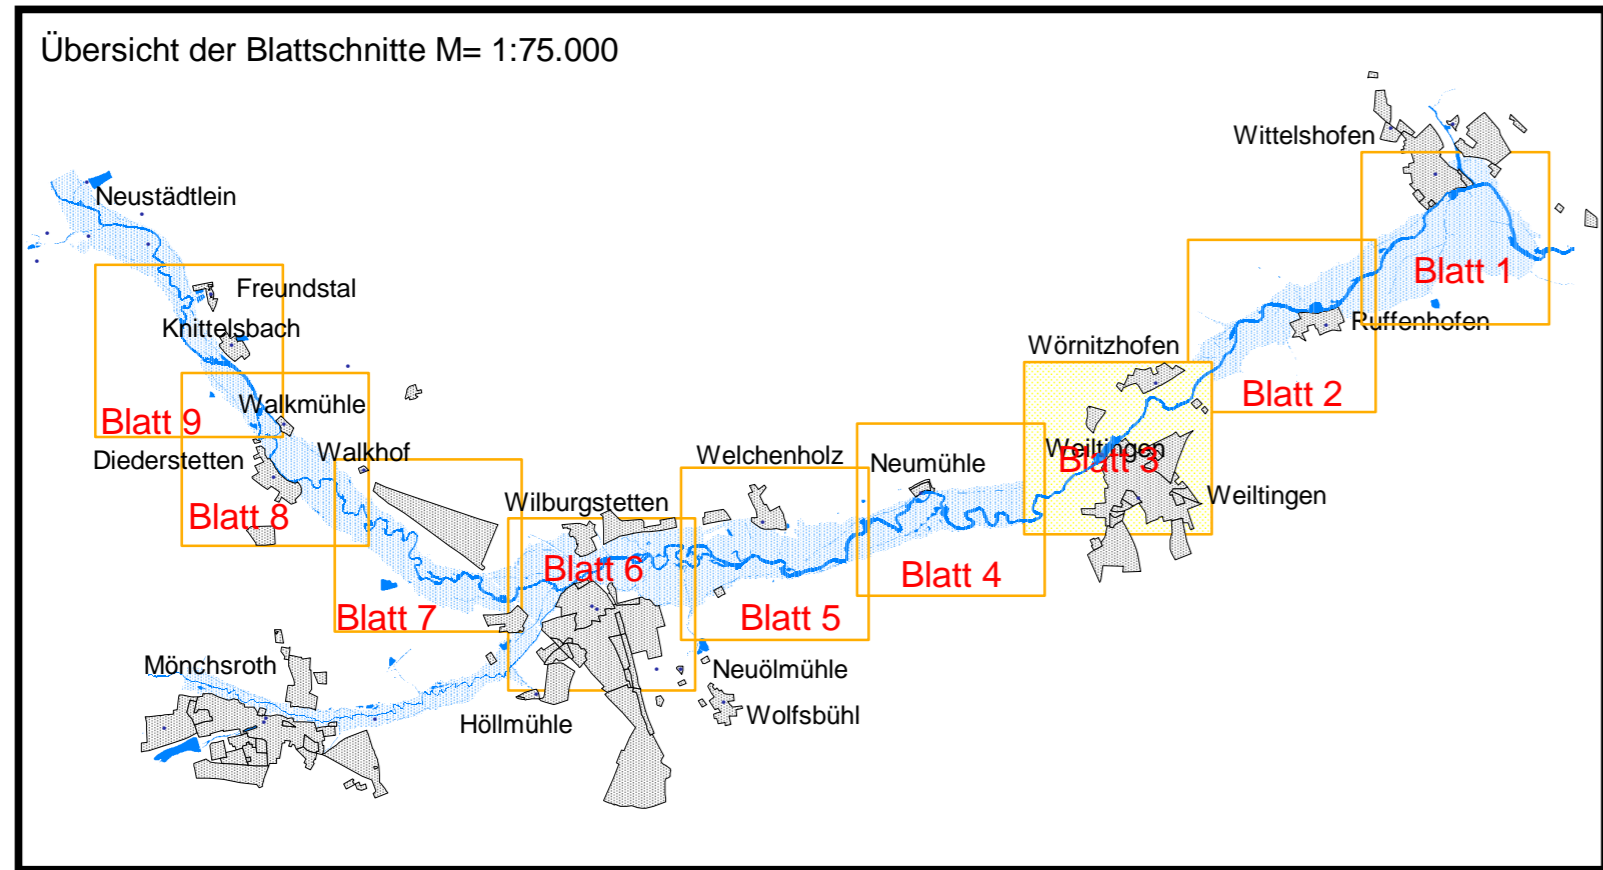 Übersicht der Blattschnitte M= 1:75.000
Wittelshofen
Neustädtlein
Blatt 1
Freundstal
Knittelsbach
Ruffenhofen
Wörnitzhofen
Blatt 2
Walkmühle
Blatt 9
Diederstetten
Walkhof
Welchenholz
Neumühle
Weiltingen
Blatt 3
Weiltingen
Wilburgstetten
Blatt 8
Blatt 6
Blatt 4
Blatt 7
Blatt 5
Mönchsroth
Neuölmühle
Höllmühle
Wolfsbühl